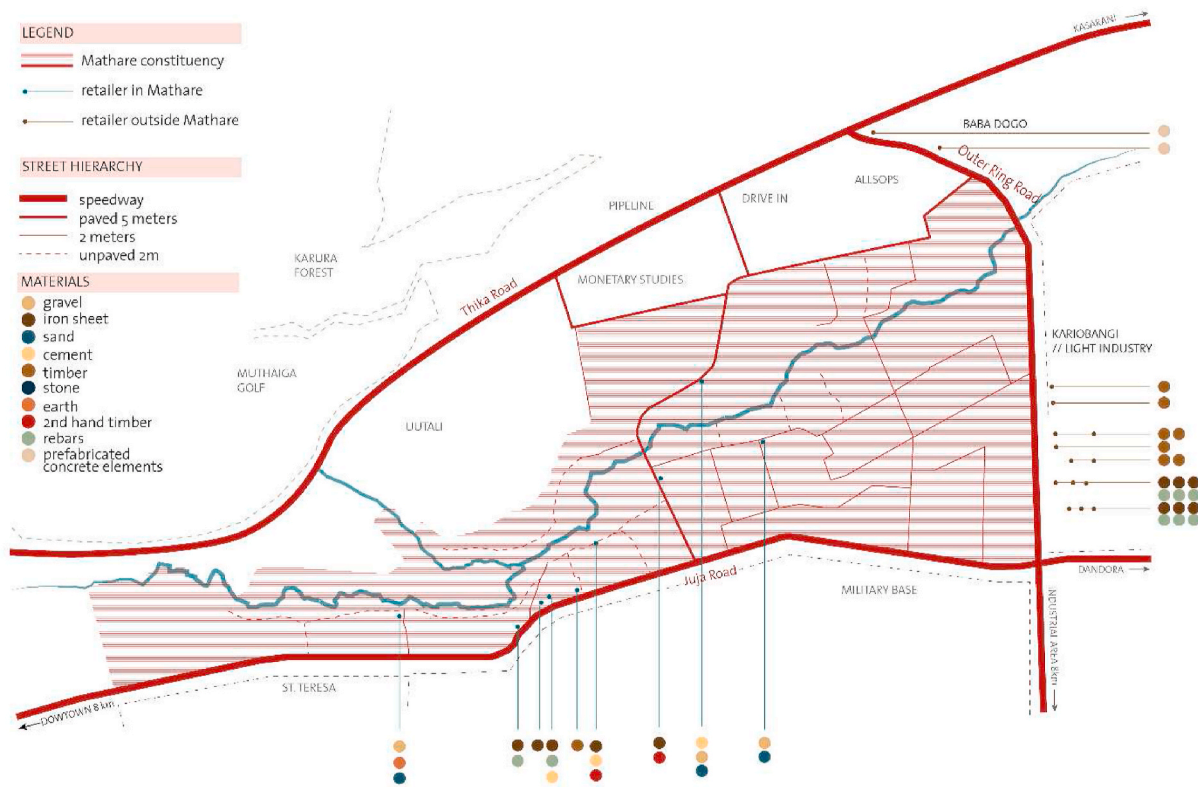 LEGEND
Mathare constituency
retailer in Mathare
retailer outside Mathare
STREET HIERARCHY
speedway
paved 5 meters
2 meters
unpaved 2m
MATERIALS
gravel
iron sheet
sand
cement
timber
stone
earth
2nd hand timber
rebars
prefabricated
concrete elements
KASARANI
BABA DOGO
Outer Ring Road
ALLSOPS
DRIVE IN
PIPELINE
KARURA
FOREST
MONETARY STUDIES
Thika Road
KARIOBANGI
// LIGHT INDUSTRY
MUTHAIGA
GOLF
UUTALI
Juja Road
DANDORA
MILITARY BASE
INDUSTRIAL AREA 8km
ST. TERESA
DOWTOWN 8 km